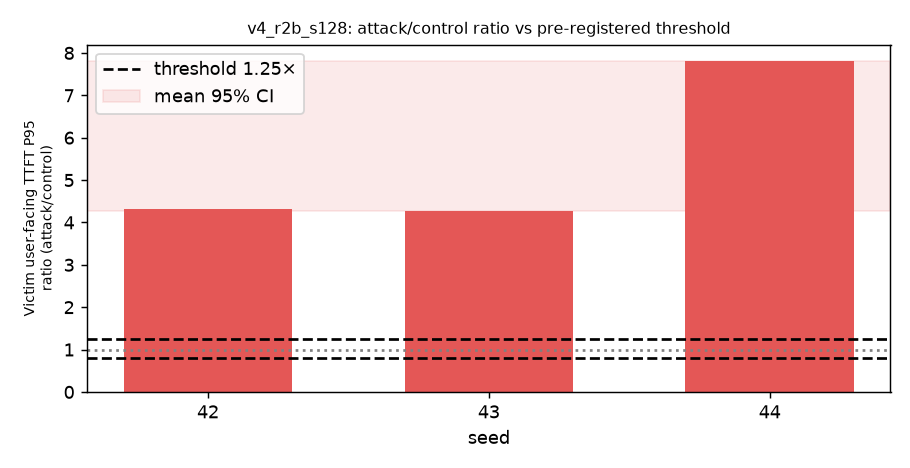 v4_r2b_s128: attack/control ratio vs pre-registered threshold
Victim user-facing TTFT P95
ratio (attack/control)
8
7
6
5
4
3
2
1
0
threshold 1.25×
mean 95% CI
42
43
44
seed